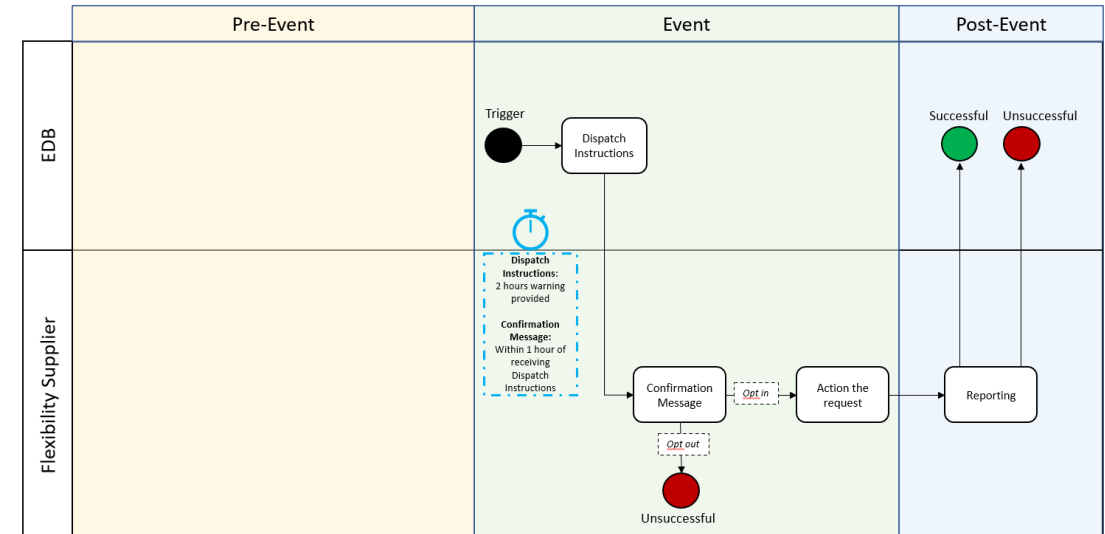 Pre-Event
Event
Post-Event
EDB
Trigger
Dispatch
Instructions
Successful
Unsuccessful
Flexibility Supplier
Dispatch
Instructions:
2 hours warning
provided
Confirmation
Message:
Within 1 hour of
receiving
Dispatch
Instructions
Confirmation
Message
Opt in
Action the
request
Reporting
Opt out
Unsuccessful